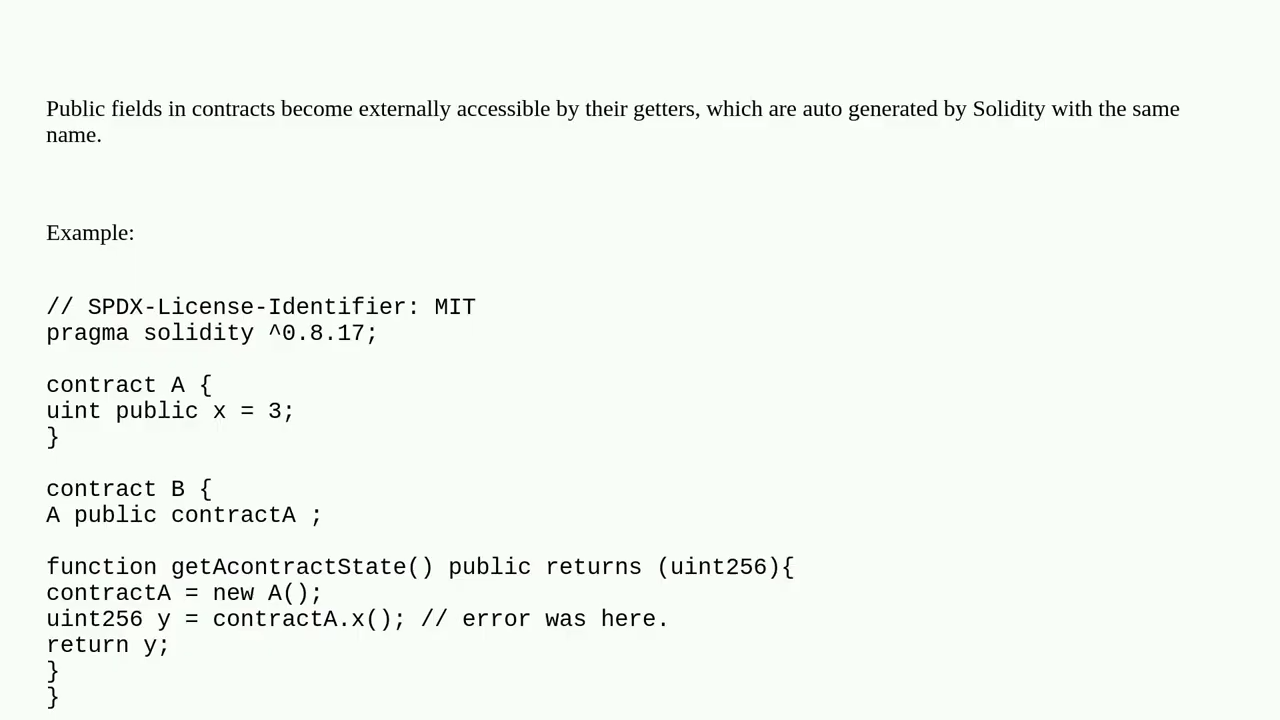 Public fields in contracts become externally accessible by their getters, which are auto generated by Solidity with the same
name.
Example:
// SPDX-License-Identifier: MIT
pragma solidity ^0.8.17;
contract A {
uint public x = 3;
}
contract B {
A public contractA ;
function getAcontractState() public returns (uint256){
contractA = new A();
uint256 y = contractA.x(); // error was here.
return y;
}
}